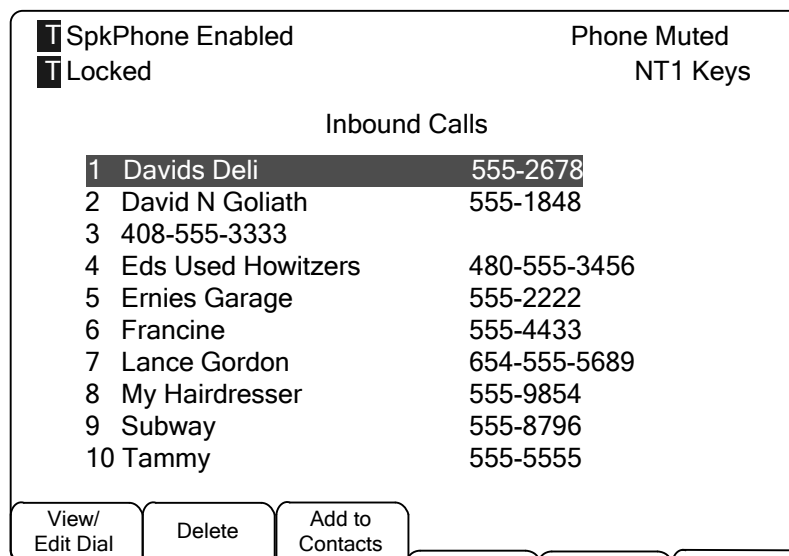 T SpkPhone Enabled Phone Muted
T Locked NT1 Keys
Inbound Calls
1 Davids Deli 555-2678
2 David N Goliath 555-1848
3 408-555-3333
4 Eds Used Howitzers 480-555-3456
5 Ernies Garage 555-2222
6 Francine 555-4433
7 Lance Gordon 654-555-5689
8 My Hairdresser 555-9854
9 Subway 555-8796
10 Tammy 555-5555
View/
Edit Dial
Delete
Add to
Contacts